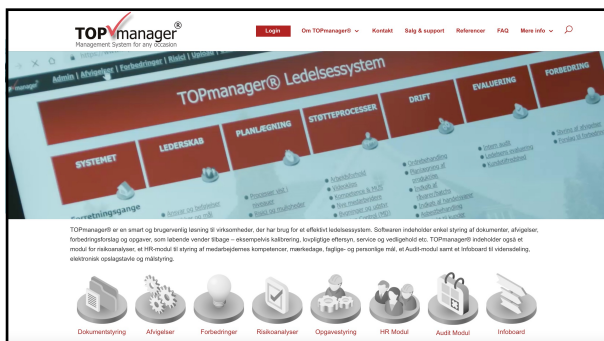 TOPmanager®
Management System for any occasion
Login Om TOPmanager® Kontakt Salg & support Referencer FAQ Mere info
Admin | Afvigelser | Forbedringer | Risici | Upload
TOPmanager® Ledelsessystem
SYSTEMET
LEDERSKAB
PLANLÆGNING
STØTTEPROCESSER
DRIFT
EVALUERING
FORBEDRING
Forretningsgange
TOPmanager® er en smart og brugervenlig løsning til virksomheder, der har brug for et effektivt ledelsessystem. Softwaren indeholder enkel styring af dokumenter, afvigelser,
forbedringsforslag og opgaver, som løbende vender tilbage – eksempelvis kalibrering, lovpligtige eftersyn, service og vedligehold etc. TOPmanager® indeholder også et
modul for risikoanalyser, et HR-modul til styring af medarbejdernes kompetencer, mærkedage, faglige- og personlige mål, et Audit-modul samt et Infoboard til videndeling,
elektronisk opslagstavle og målstyring.
Dokumentstyring Afvigelser Forbedringer Risikoanalyser Opgavestyring HR Modul Audit Modul Infoboard